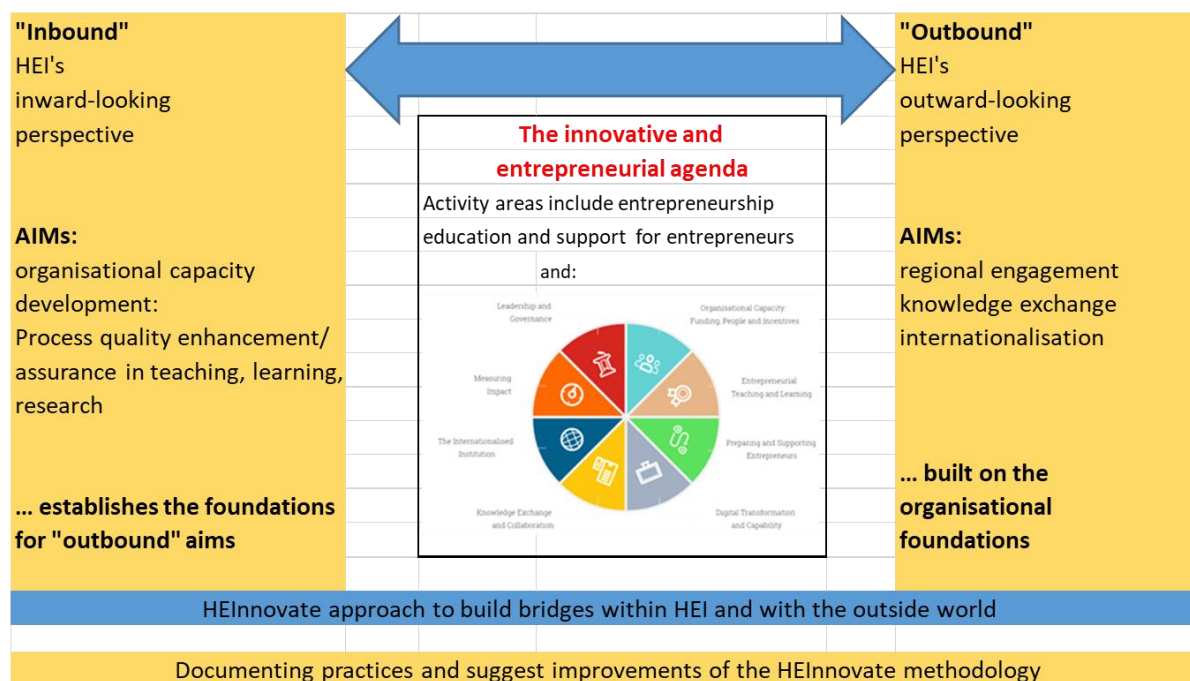 "Inbound"
HEI's
inward-looking
perspective
AIMs:
organisational capacity
development:
Process quality enhancement/
assurance in teaching, learning,
research
... establishes the foundations
for "outbound" aims
The innovative and
entrepreneurial agenda
Activity areas include entrepreneurship
education and support for entrepreneurs
and:
Leadership and
Governance
Organisational Capacity:
Funding, People and Incentives
Measuring
Impact
Entrepreneurial
Teaching and Learning
The Internationalised
Institution
Preparing and Supporting
Entrepreneurs
Knowledge Exchange
and Collaboration
Digital Transformation
and Capability
"Outbound"
HEI's
outward-looking
perspective
AIMs:
regional engagement
knowledge exchange
internationalisation
... built on the
organisational
foundations
HEInnovate approach to build bridges within HEI and with the outside world
Documenting practices and suggest improvements of the HEInnovate methodology